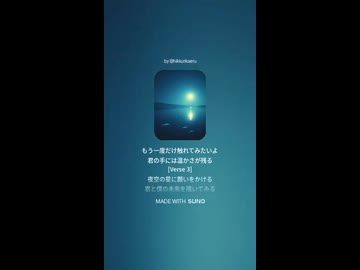 もう一度だけ触れてみたいよ
君の手には温かさが残る
[Verse 3]
夜空の星に願いをかける
君と僕の未来を描いてみる
MADE WITH SUNO